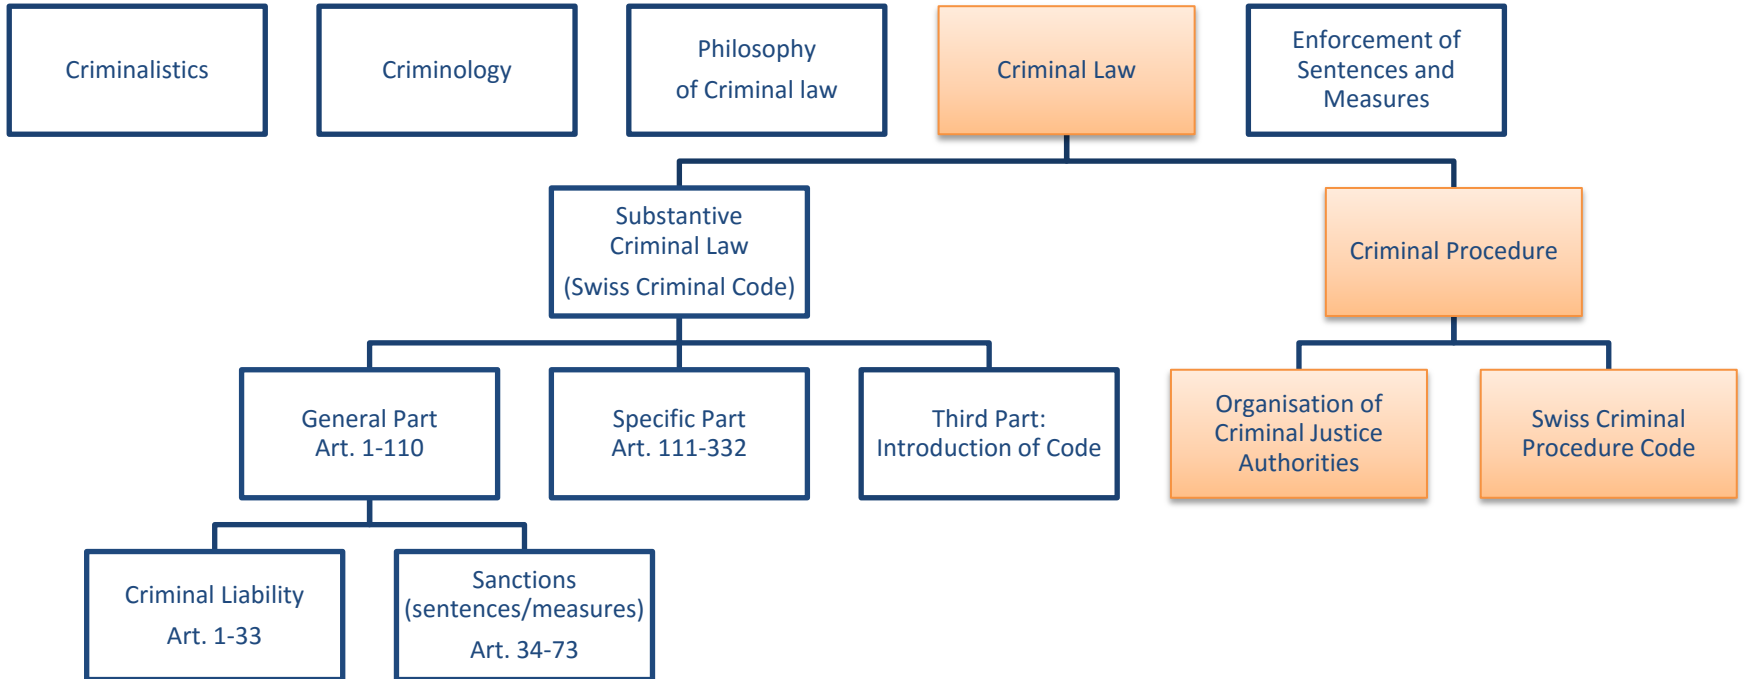 Criminalistics
Criminology
Philosophy
of Criminal law
Criminal Law
Enforcement of
Sentences and
Measures
Substantive
Criminal Law
(Swiss Criminal Code)
Criminal Procedure
General Part
Art. 1-110
Specific Part
Art. 111-332
Third Part:
Introduction of Code
Organisation of
Criminal Justice
Authorities
Swiss Criminal
Procedure Code
Criminal Liability
Art. 1-33
Sanctions
(sentences/measures)
Art. 34-73